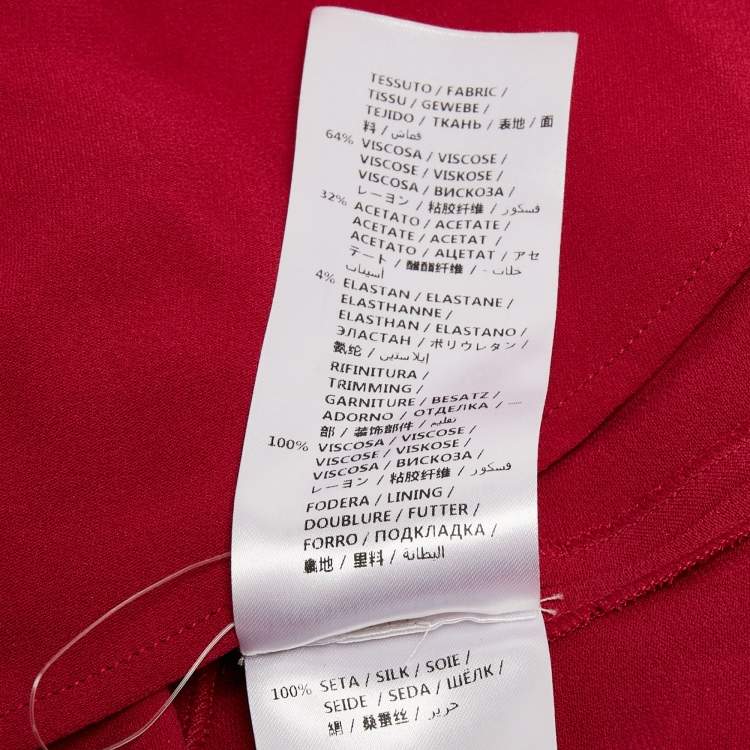 TESSUTO / FABRIC /
TISSU / GEWEBE /
TEJIDO / ТКАНЬ / 表地 / 面
料 / قماش
64% VISCOSA / VISCOSE /
VISCOSE / VISKOSE /
VISCOSA / ВИСКОЗА /
レーヨン / 粘胶纤维 / فسكوز
32% ACETATO / ACETATE /
ACETATE / ACETAT /
ACETATO / АЦЕТАТ / アセ
テート / 醋酯纤维 / خلات
أسيتات
4% ELASTAN / ELASTANE /
ELASTHANNE /
ELASTHAN / ELASTANO /
ЭЛАСТАН / ポリウレタン /
氨纶 / ايلاستين
RIFINITURA /
TRIMMING /
GARNITURE / BESATZ /
ADORNO / ОТДЕЛКА /
部 / 装饰部件 / تقليم
100% VISCOSA / VISCOSE /
VISCOSE / VISKOSE /
VISCOSA / ВИСКОЗА /
レーヨン / 粘胶纤维 / فسكوز
FODERA / LINING /
DOUBLURE / FUTTER /
FORRO / ПОДКЛАДКА /
裏地 / 里料 / البطانة
100% SETA / SILK / SOIE /
SEIDE / SEDA / ШЁЛК /
絹 / 桑蚕丝 / حرير